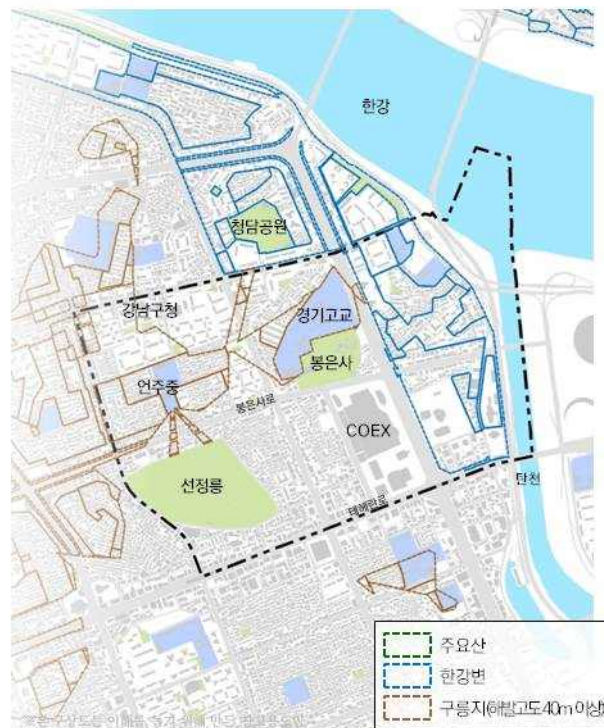 한강
청담공원
강남구청
경기고교
봉은사
언주중
봉은사로
COEX
선정릉
탄천
테헤란로
주요산
한강변
구릉지(해발고도40m이상)